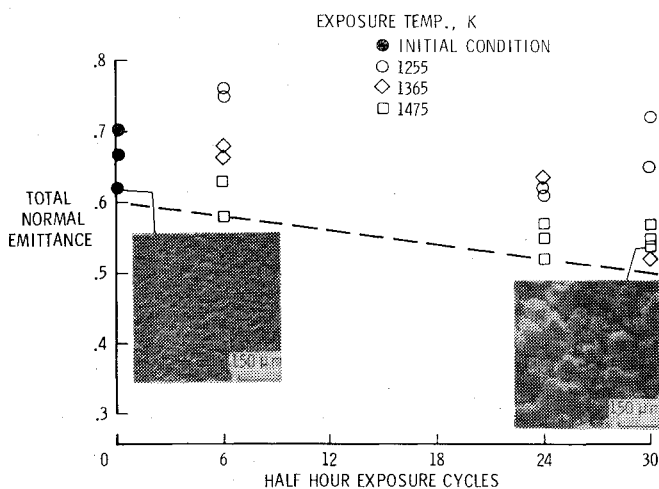 EXPOSURE TEMP., K
INITIAL CONDITION
1255
1365
1475
.8
.7
TOTAL
NORMAL
EMITTANCE
.6
.5
.4
.3
150 μm
150 μm
0
6
12
18
24
30
HALF HOUR EXPOSURE CYCLES